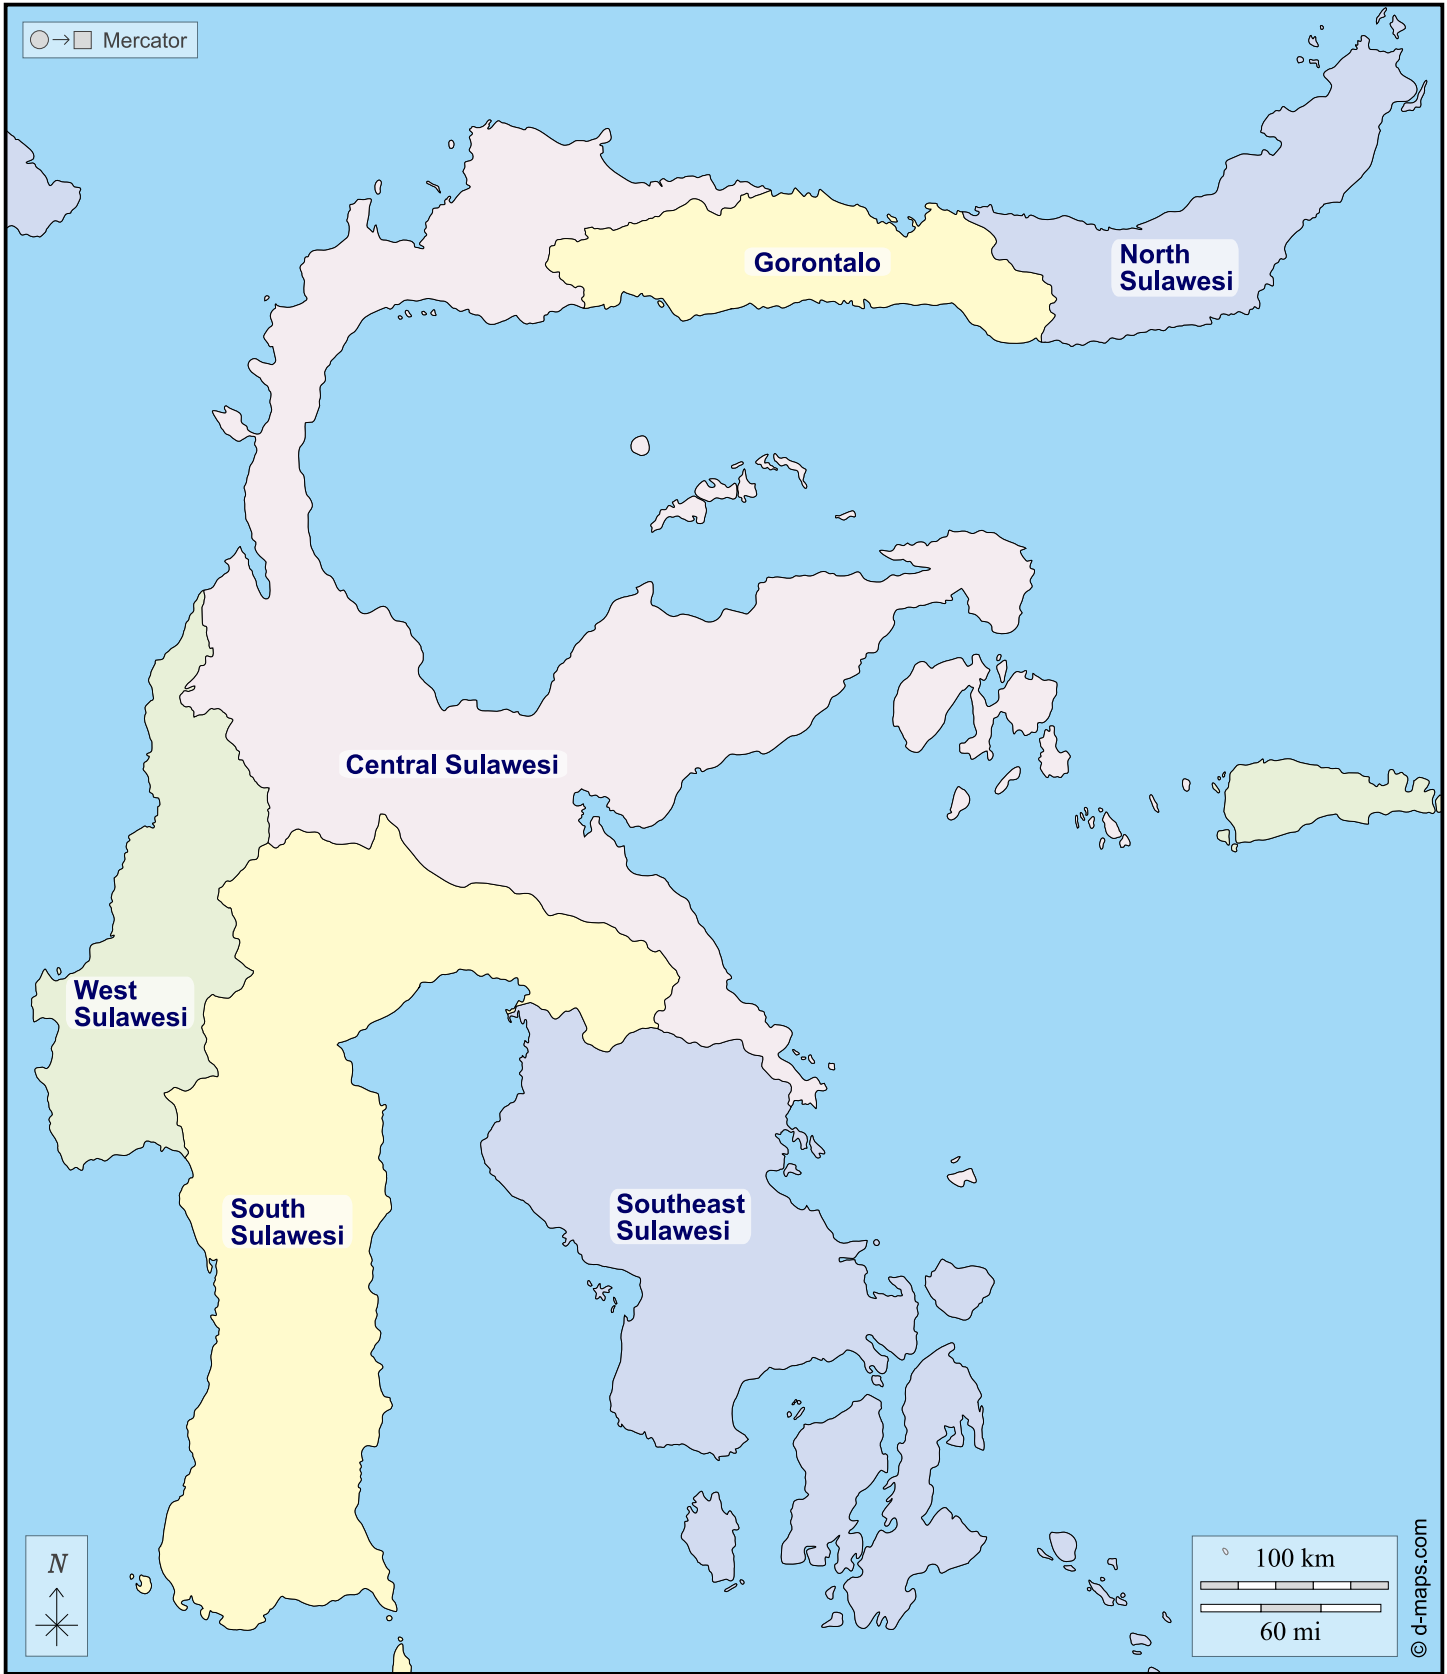 Mercator
Gorontalo
North
Sulawesi
Central Sulawesi
West
Sulawesi
South
Sulawesi
Southeast
Sulawesi
N
100 km
60 mi
© d-maps.com